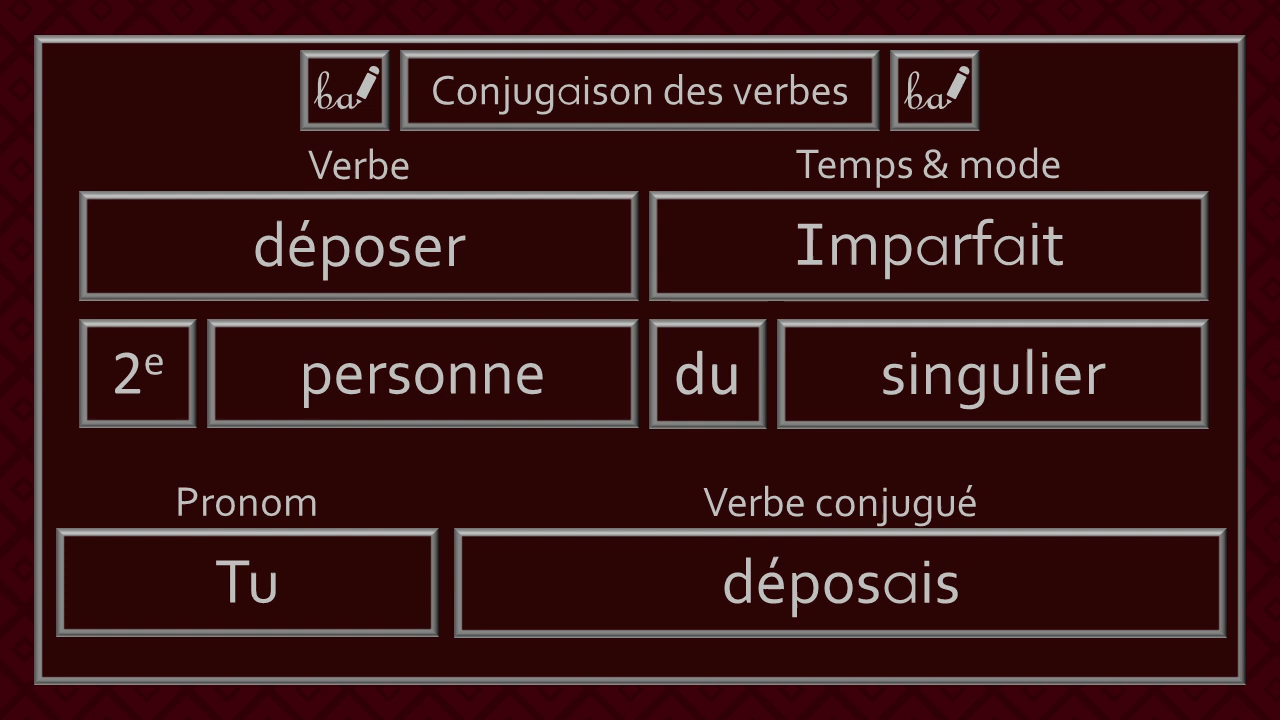 ba Conjugaison des verbes ba
Verbe
Temps & mode
déposer
Imparfait
2e personne du singulier
Pronom
Verbe conjugué
Tu
déposais